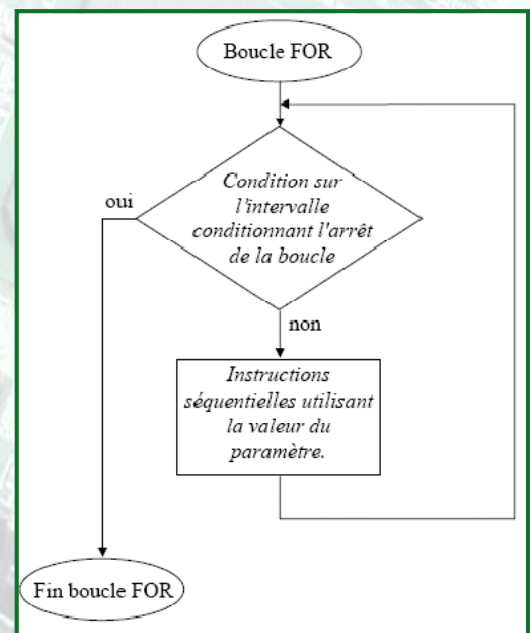 Boucle FOR
Condition sur
l'intervalle
conditionnant l'arrêt
de la boucle
oui
non
Instructions
séquentielles utilisant
la valeur du
paramètre.
Fin boucle FOR